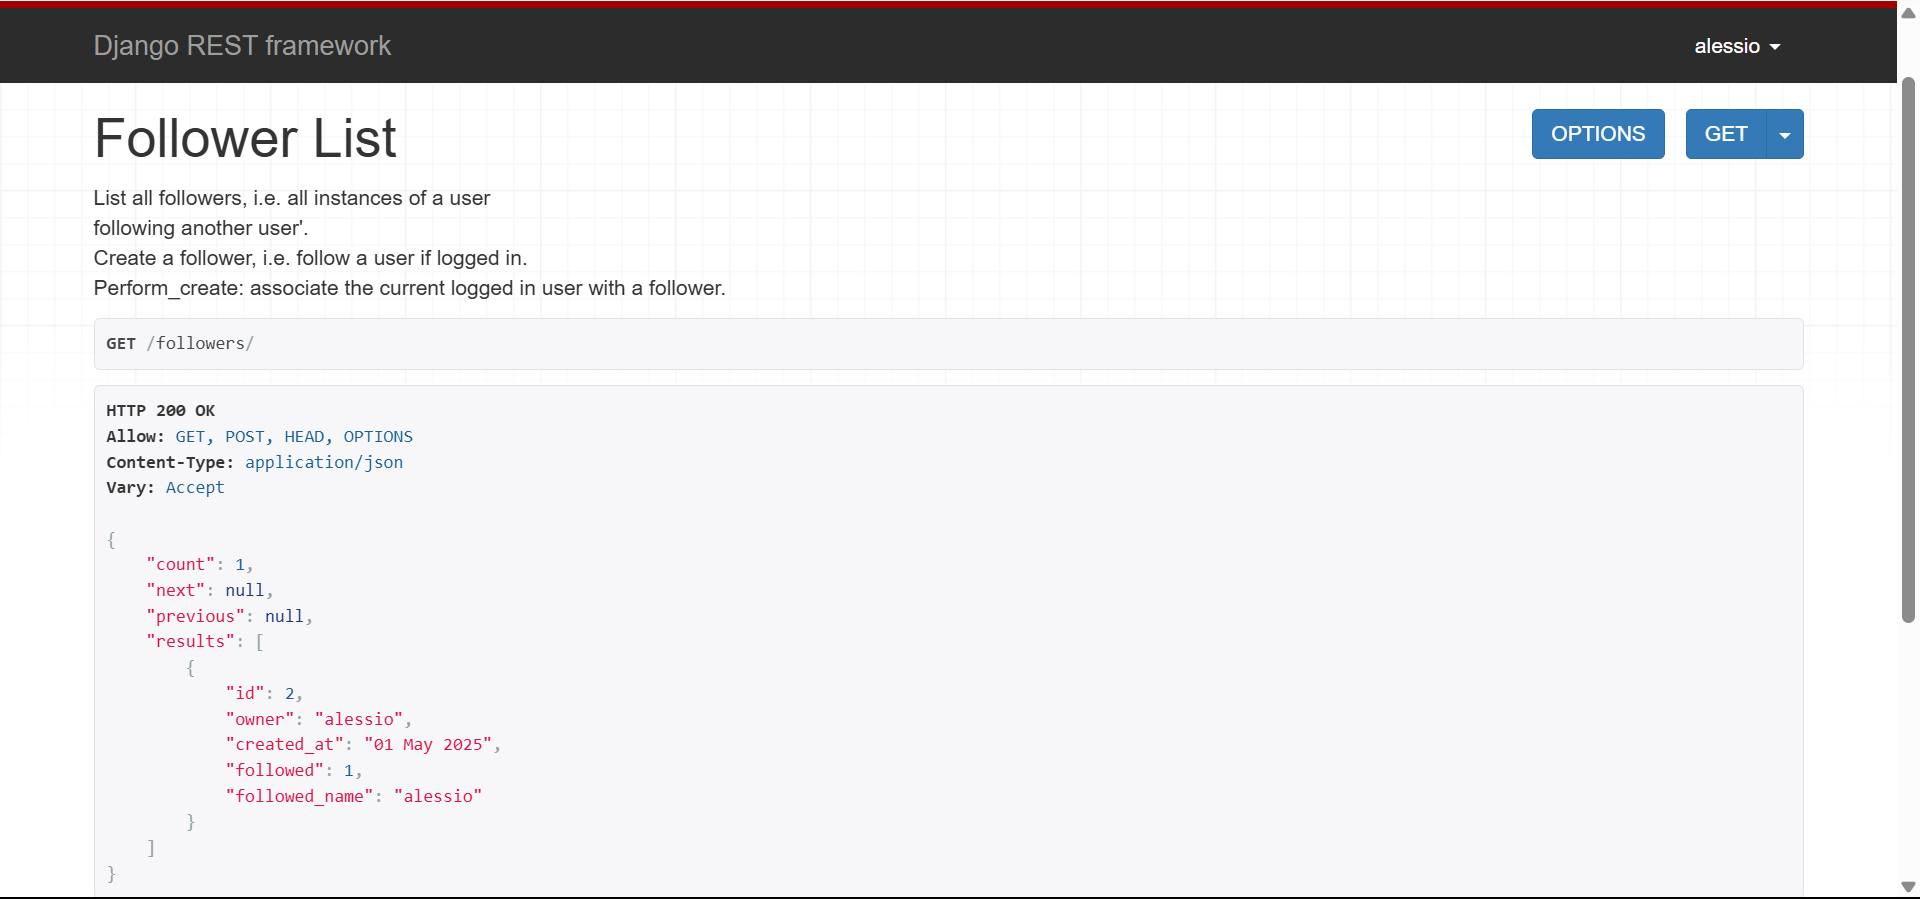 Django REST framework
alessio
Follower List
OPTIONS
GET
List all followers, i.e. all instances of a user
following another user'.
Create a follower, i.e. follow a user if logged in.
Perform_create: associate the current logged in user with a follower.
GET /followers/
HTTP 200 OK
Allow: GET, POST, HEAD, OPTIONS
Content-Type: application/json
Vary: Accept
{
    "count": 1,
    "next": null,
    "previous": null,
    "results": [
        {
            "id": 2,
            "owner": "alessio",
            "created_at": "01 May 2025",
            "followed": 1,
            "followed_name": "alessio"
        }
    ]
}